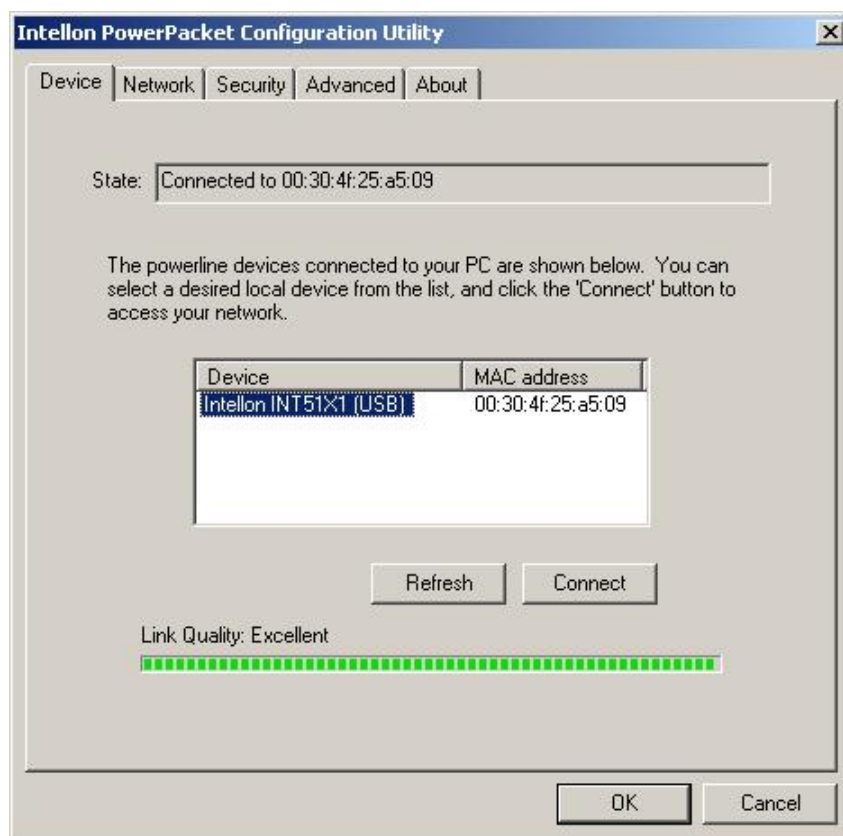 Intellon PowerPacket Configuration Utility
Device Network Security Advanced About
State: Connected to 00:30:4f:25:a5:09
The powerline devices connected to your PC are shown below. You can
select a desired local device from the list, and click the 'Connect' button to
access your network.
Device MAC address
Intellon INT51X1 (USB) 00:30:4f:25:a5:09
Refresh Connect
Link Quality: Excellent
OK Cancel